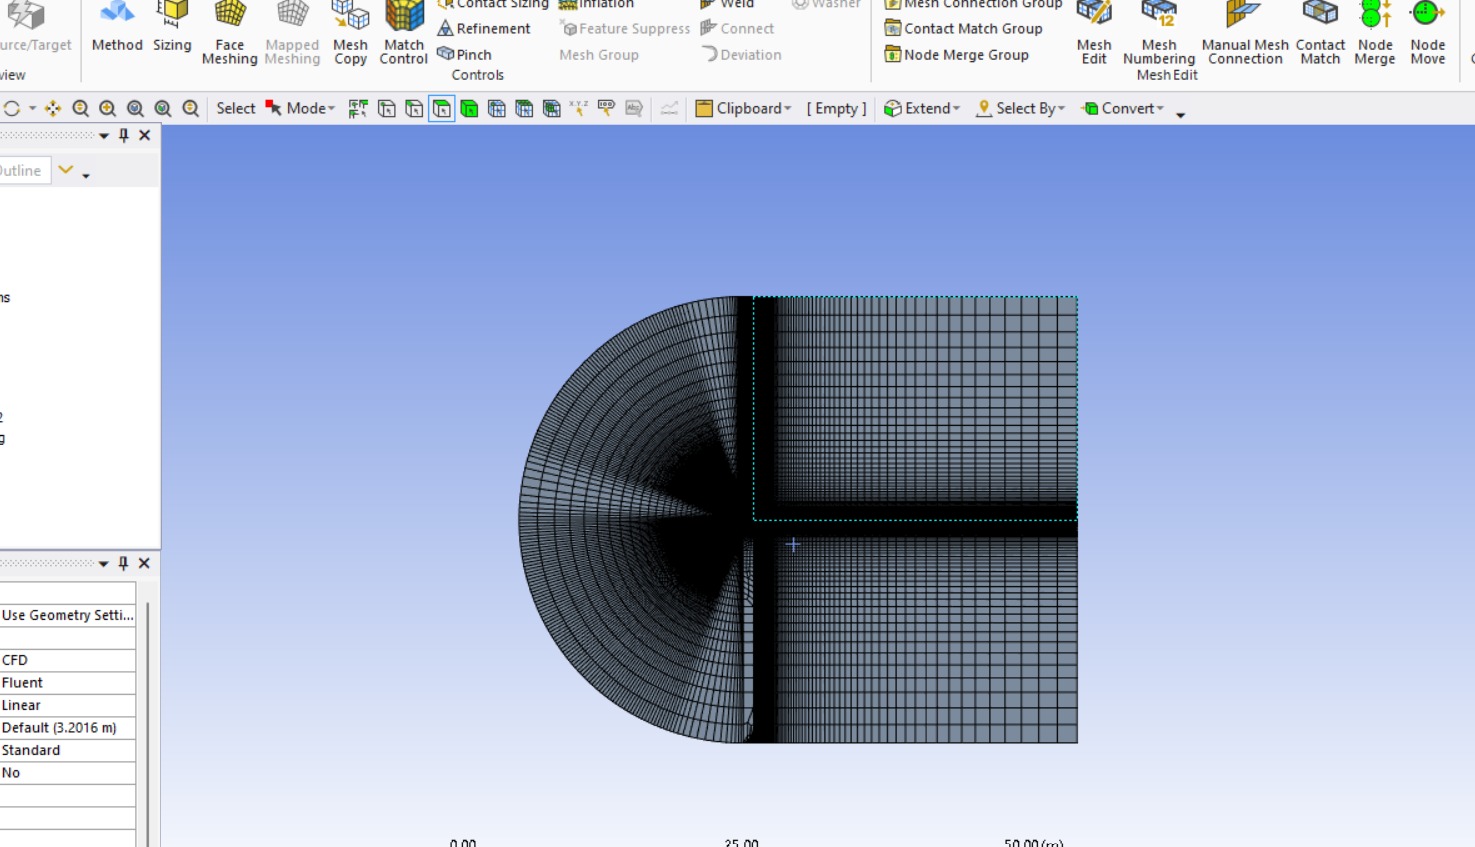 Contact Sizing Inflation Weld Washer Mesh Connection Group
Refinement Feature Suppress Connect Contact Match Group
urce/Target Method Sizing Face Meshing Mapped Meshing Mesh Copy Match Control Pinch Mesh Group Deviation Node Merge Group Mesh Edit Mesh Numbering Manual Mesh Connection Contact Match Node Merge Node Move
view Controls Mesh Edit
Select Mode Clipboard [ Empty ] Extend Select By Convert
Outline
ns
2
g
Use Geometry Setti...
CFD
Fluent
Linear
Default (3.2016 m)
Standard
No
0.00 25.00 50.00 (m)